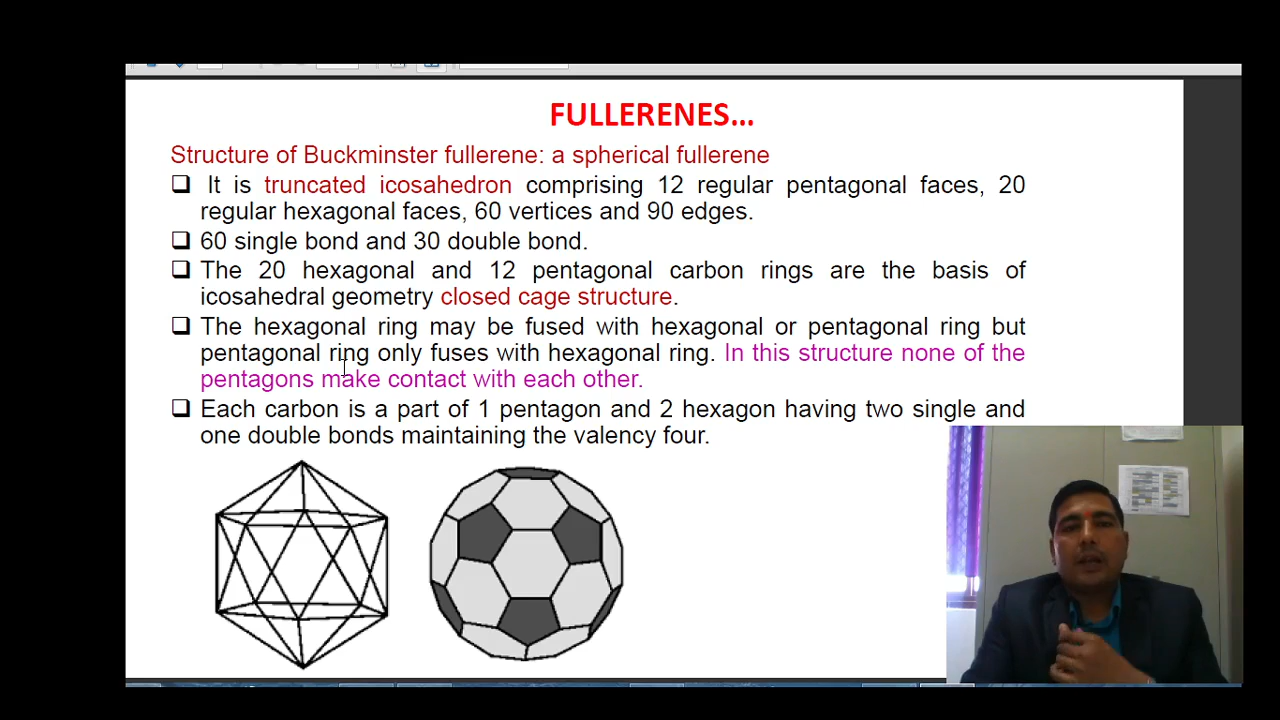 FULLERENES...
Structure of Buckminster fullerene: a spherical fullerene
❑ It is truncated icosahedron comprising 12 regular pentagonal faces, 20
regular hexagonal faces, 60 vertices and 90 edges.
❑ 60 single bond and 30 double bond.
❑ The 20 hexagonal and 12 pentagonal carbon rings are the basis of
icosahedral geometry closed cage structure.
❑ The hexagonal ring may be fused with hexagonal or pentagonal ring but
pentagonal ring only fuses with hexagonal ring. In this structure none of the
pentagons make contact with each other.
❑ Each carbon is a part of 1 pentagon and 2 hexagon having two single and
one double bonds maintaining the valency four.